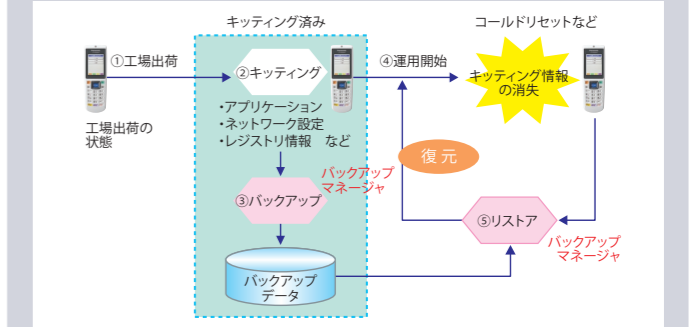 キッティング済み
コールドリセットなど
①工場出荷
②キッティング
④運用開始
キッティング情報
の消失
工場出荷の
状態
・アプリケーション
・ネットワーク設定
・レジストリ情報　など
復 元
バックアップ
マネージャ
③バックアップ
⑤リストア
バックアップ
マネージャ
バックアップ
データ